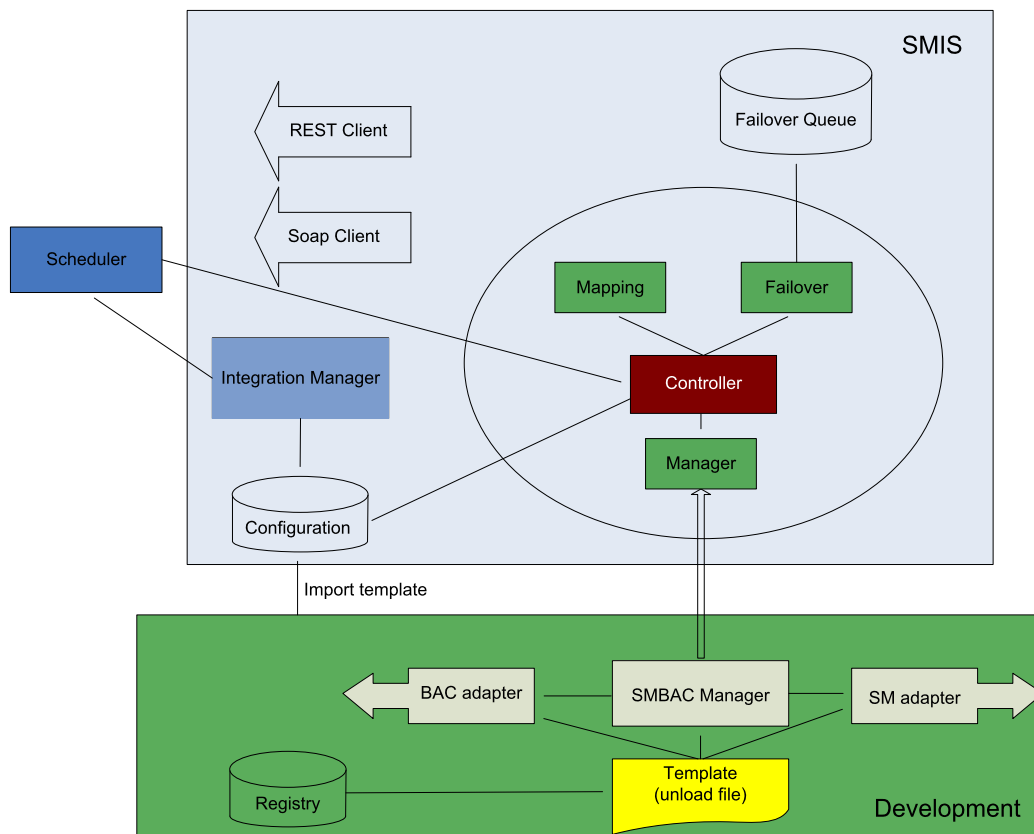 SMIS
Failover Queue
REST Client
Soap Client
Scheduler
Mapping
Failover
Integration Manager
Controller
Manager
Configuration
Import template
BAC adapter
SMBAC Manager
SM adapter
Template
(unload file)
Registry
Development